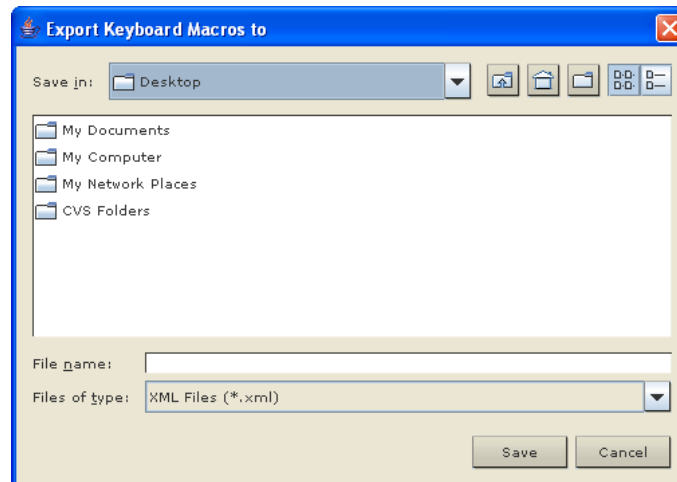 Export Keyboard Macros to
Save in: Desktop
My Documents
My Computer
My Network Places
CVS Folders
File name:
Files of type: XML Files (*.xml)
Save Cancel